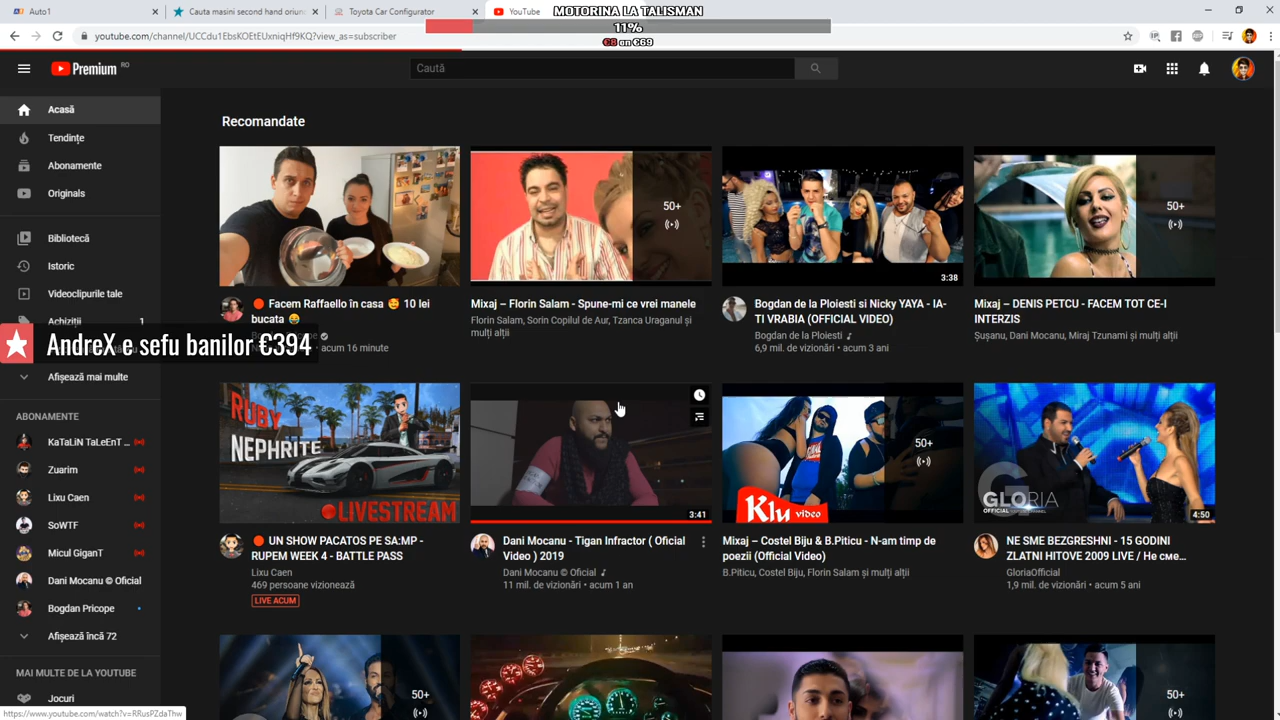 Auto1
Cauta masini second hand oriunc
Toyota Car Configurator
YouTube
MOTORINA LA TALISMAN
11%
€8 an €69
youtube.com/channel/UCCdu1EbsKOEtEUxniqHf9KQ?view_as=subscriber
Premium RO
Caută
Acasă
Tendințe
Abonamente
Originals
Bibliotecă
Istoric
Videoclipurile tale
Achiziții 1
AndreX e sefu banilor €394
Afișează mai multe
ABONAMENTE
KaTaLiN TaLeEnT ...
Zuarim
Lixu Caen
SoWTF
Micul GiganT
Dani Mocanu © Oficial
Bogdan Pricope
Afișează încă 72
MAI MULTE DE LA YOUTUBE
Jocuri
https://www.youtube.com/watch?v=RRusPZdaThw
Recomandate
Facem Raffaello în casa 🥰 10 lei
bucata 😂
acum 16 minute
50+
Mixaj – Florin Salam - Spune-mi ce vrei manele
Florin Salam, Sorin Copilul de Aur, Tzanca Uraganul și
mulți alții
3:38
Bogdan de la Ploiesti si Nicky YAYA - IA-
TI VRABIA (OFFICIAL VIDEO)
Bogdan de la Ploiesti
6,9 mil. de vizionări • acum 3 ani
50+
Mixaj – DENIS PETCU - FACEM TOT CE-I
INTERZIS
Șușanu, Dani Mocanu, Miraj Tzunami și mulți alții
RUBY
NEPHRITE
LIVESTREAM
UN SHOW PACATOS PE SA:MP -
RUPEM WEEK 4 - BATTLE PASS
Lixu Caen
469 persoane vizionează
LIVE ACUM
3:41
Dani Mocanu - Tigan Infractor ( Oficial
Video ) 2019
Dani Mocanu © Oficial
11 mil. de vizionări • acum 1 an
50+
Klu video
Mixaj – Costel Biju & B.Piticu - N-am timp de
poezii (Official Video)
B.Piticu, Costel Biju, Florin Salam și mulți alții
GLORIA
4:50
NE SME BEZGRESHNI - 15 GODINI
ZLATNI HITOVE 2009 LIVE / Не сме...
GloriaOfficial
1,9 mil. de vizionări • acum 5 ani
50+
50+